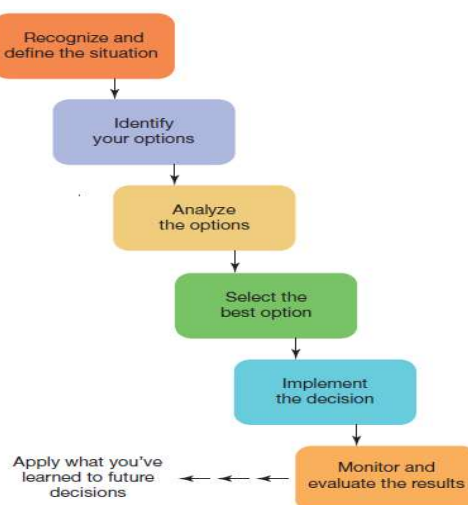 Recognize and
define the situation
Identify
your options
Analyze
the options
Select the
best option
Implement
the decision
Monitor and
evaluate the results
Apply what you've
learned to future
decisions